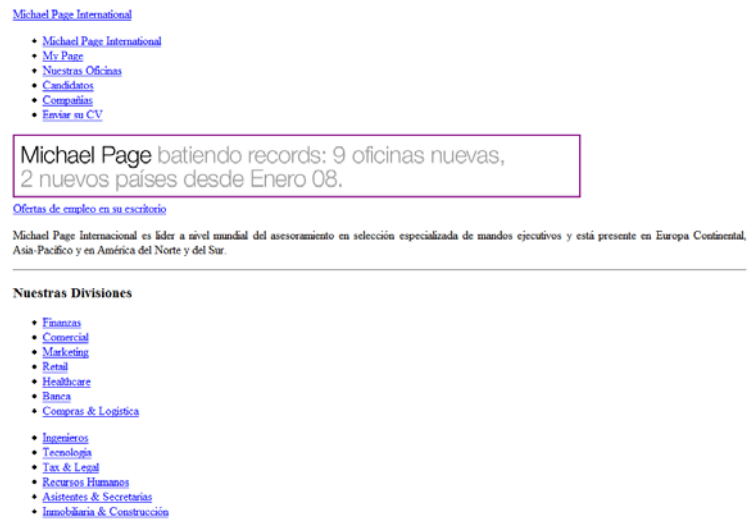 Michael Page International
Michael Page International
My Page
Nuestras Oficinas
Candidatos
Compañias
Enviar su CV
Michael Page batiendo records: 9 oficinas nuevas,
2 nuevos países desde Enero 08.
Ofertas de empleo en su escritorio
Michael Page Internacional es líder a nivel mundial del asesoramiento en selección especializada de mandos ejecutivos y está presente en Europa Continental,
Asia-Pacífico y en América del Norte y del Sur.
Nuestras Divisiones
Finanzas
Comercial
Marketing
Retail
Healthcare
Banca
Compras & Logística
Ingenieros
Tecnología
Tax & Legal
Recursos Humanos
Asistentes & Secretarias
Inmobiliaria & Construcción